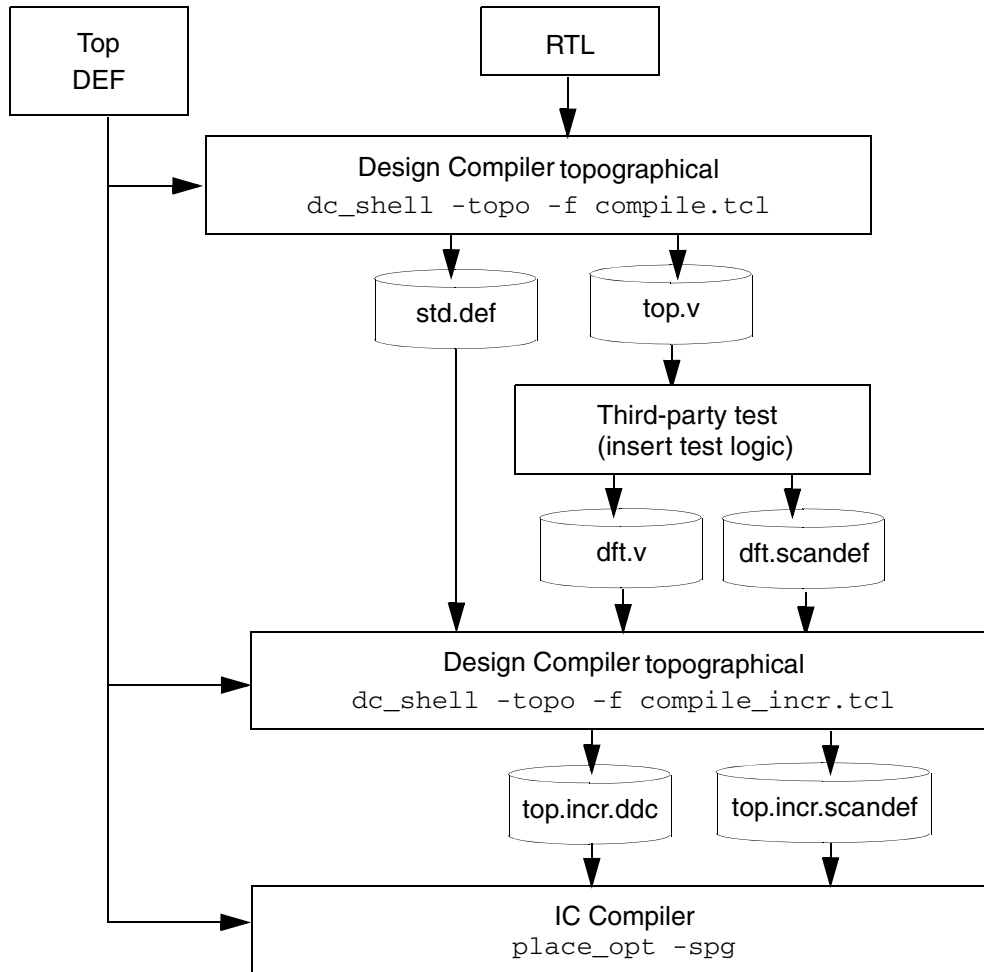 Top
DEF
RTL
Design Compiler topographical
dc_shell -topo -f compile.tcl
std.def
top.v
Third-party test
(insert test logic)
dft.v
dft.scandef
Design Compiler topographical
dc_shell -topo -f compile_incr.tcl
top.incr.ddc
top.incr.scandef
IC Compiler
place_opt -spg